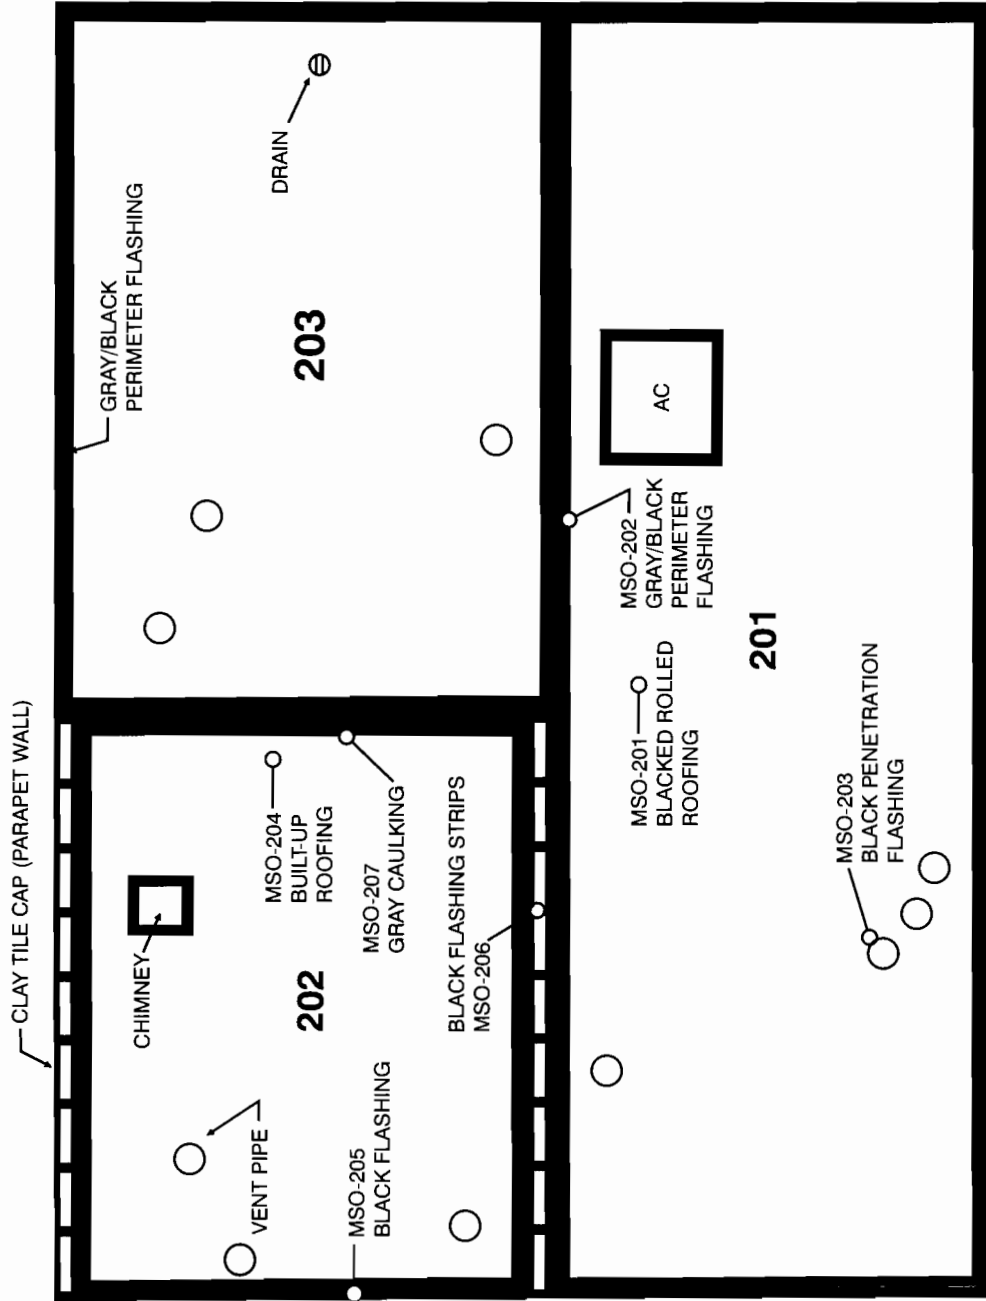 CLAY TILE CAP (PARAPET WALL)
CHIMNEY
VENT PIPE
MSO-204
BUILT-UP
ROOFING
202
MSO-205
BLACK FLASHING
MSO-207
GRAY CAULKING
BLACK FLASHING STRIPS
MSO-206
GRAY/BLACK
PERIMETER FLASHING
DRAIN
203
MSO-202
GRAY/BLACK
PERIMETER
FLASHING
AC
MSO-201
BLACKED ROLLED
ROOFING
201
MSO-203
BLACK PENETRATION
FLASHING